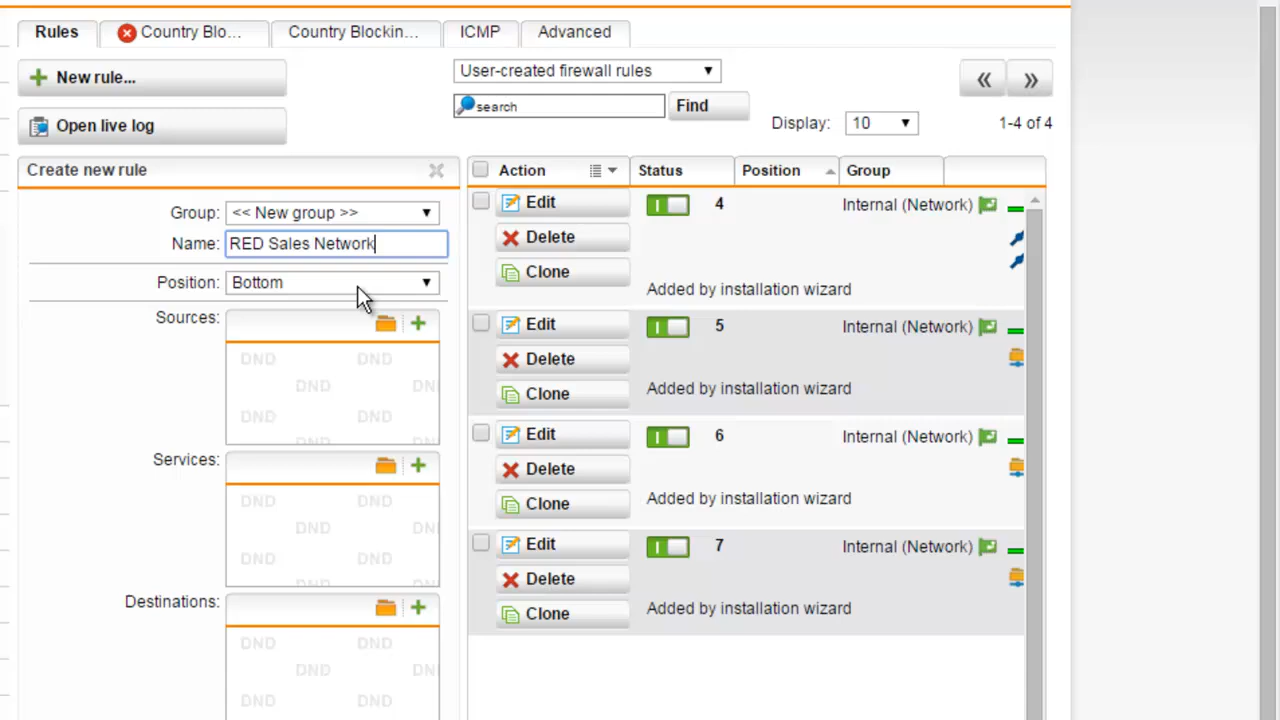 Rules
Country Blo...
Country Blockin...
ICMP
Advanced
New rule...
User-created firewall rules
«
»
search
Find
Open live log
Display:
10
1-4 of 4
Create new rule
Action
Status
Position
Group
Group:
<< New group >>
Name:
RED Sales Network
Position:
Bottom
Sources:
DND DND
DND DN
DND DND
DND DN
Services:
DND DND
DND DN
DND DND
DND DN
Destinations:
DND DND
DND DN
DND DND
Edit
4
Internal (Network)
Delete
Clone
Added by installation wizard
Edit
5
Internal (Network)
Delete
Clone
Added by installation wizard
Edit
6
Internal (Network)
Delete
Clone
Added by installation wizard
Edit
7
Internal (Network)
Delete
Clone
Added by installation wizard